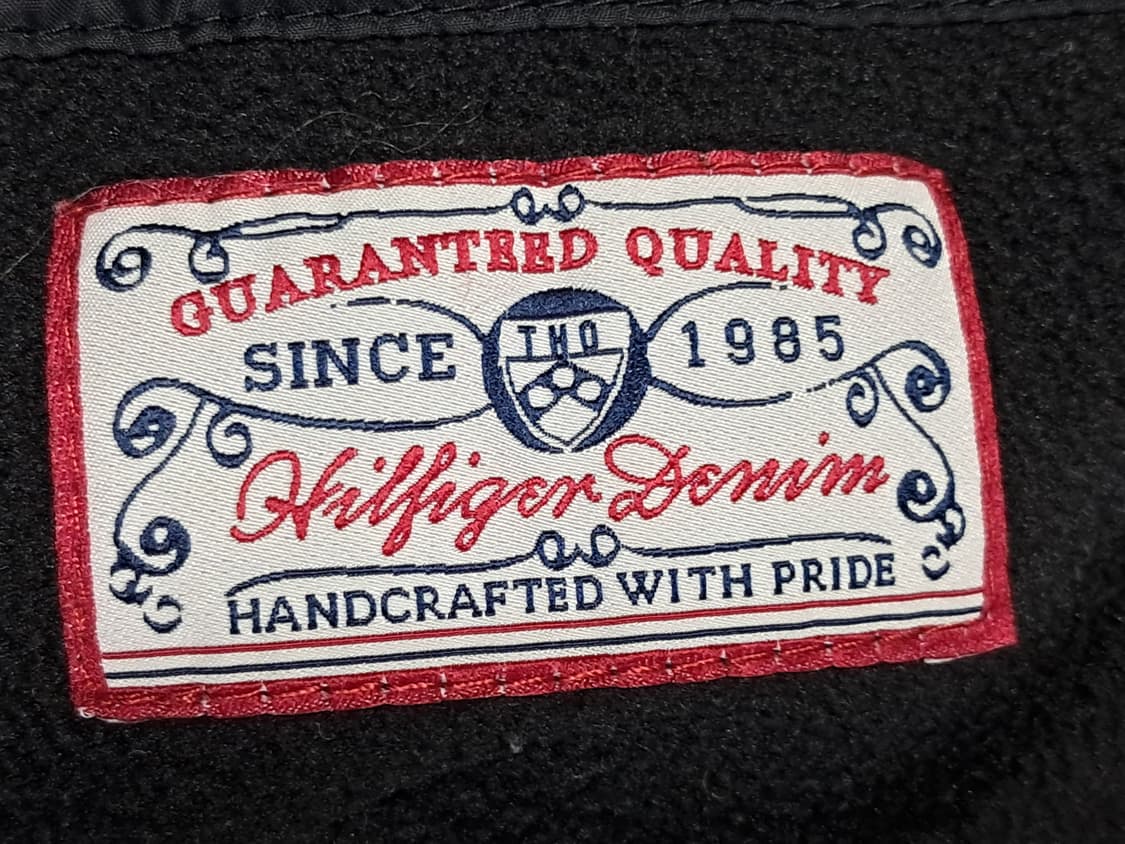 GUARANTEED QUALITY
SINCE THD 1985
Hilfiger Denim
HANDCRAFTED WITH PRIDE